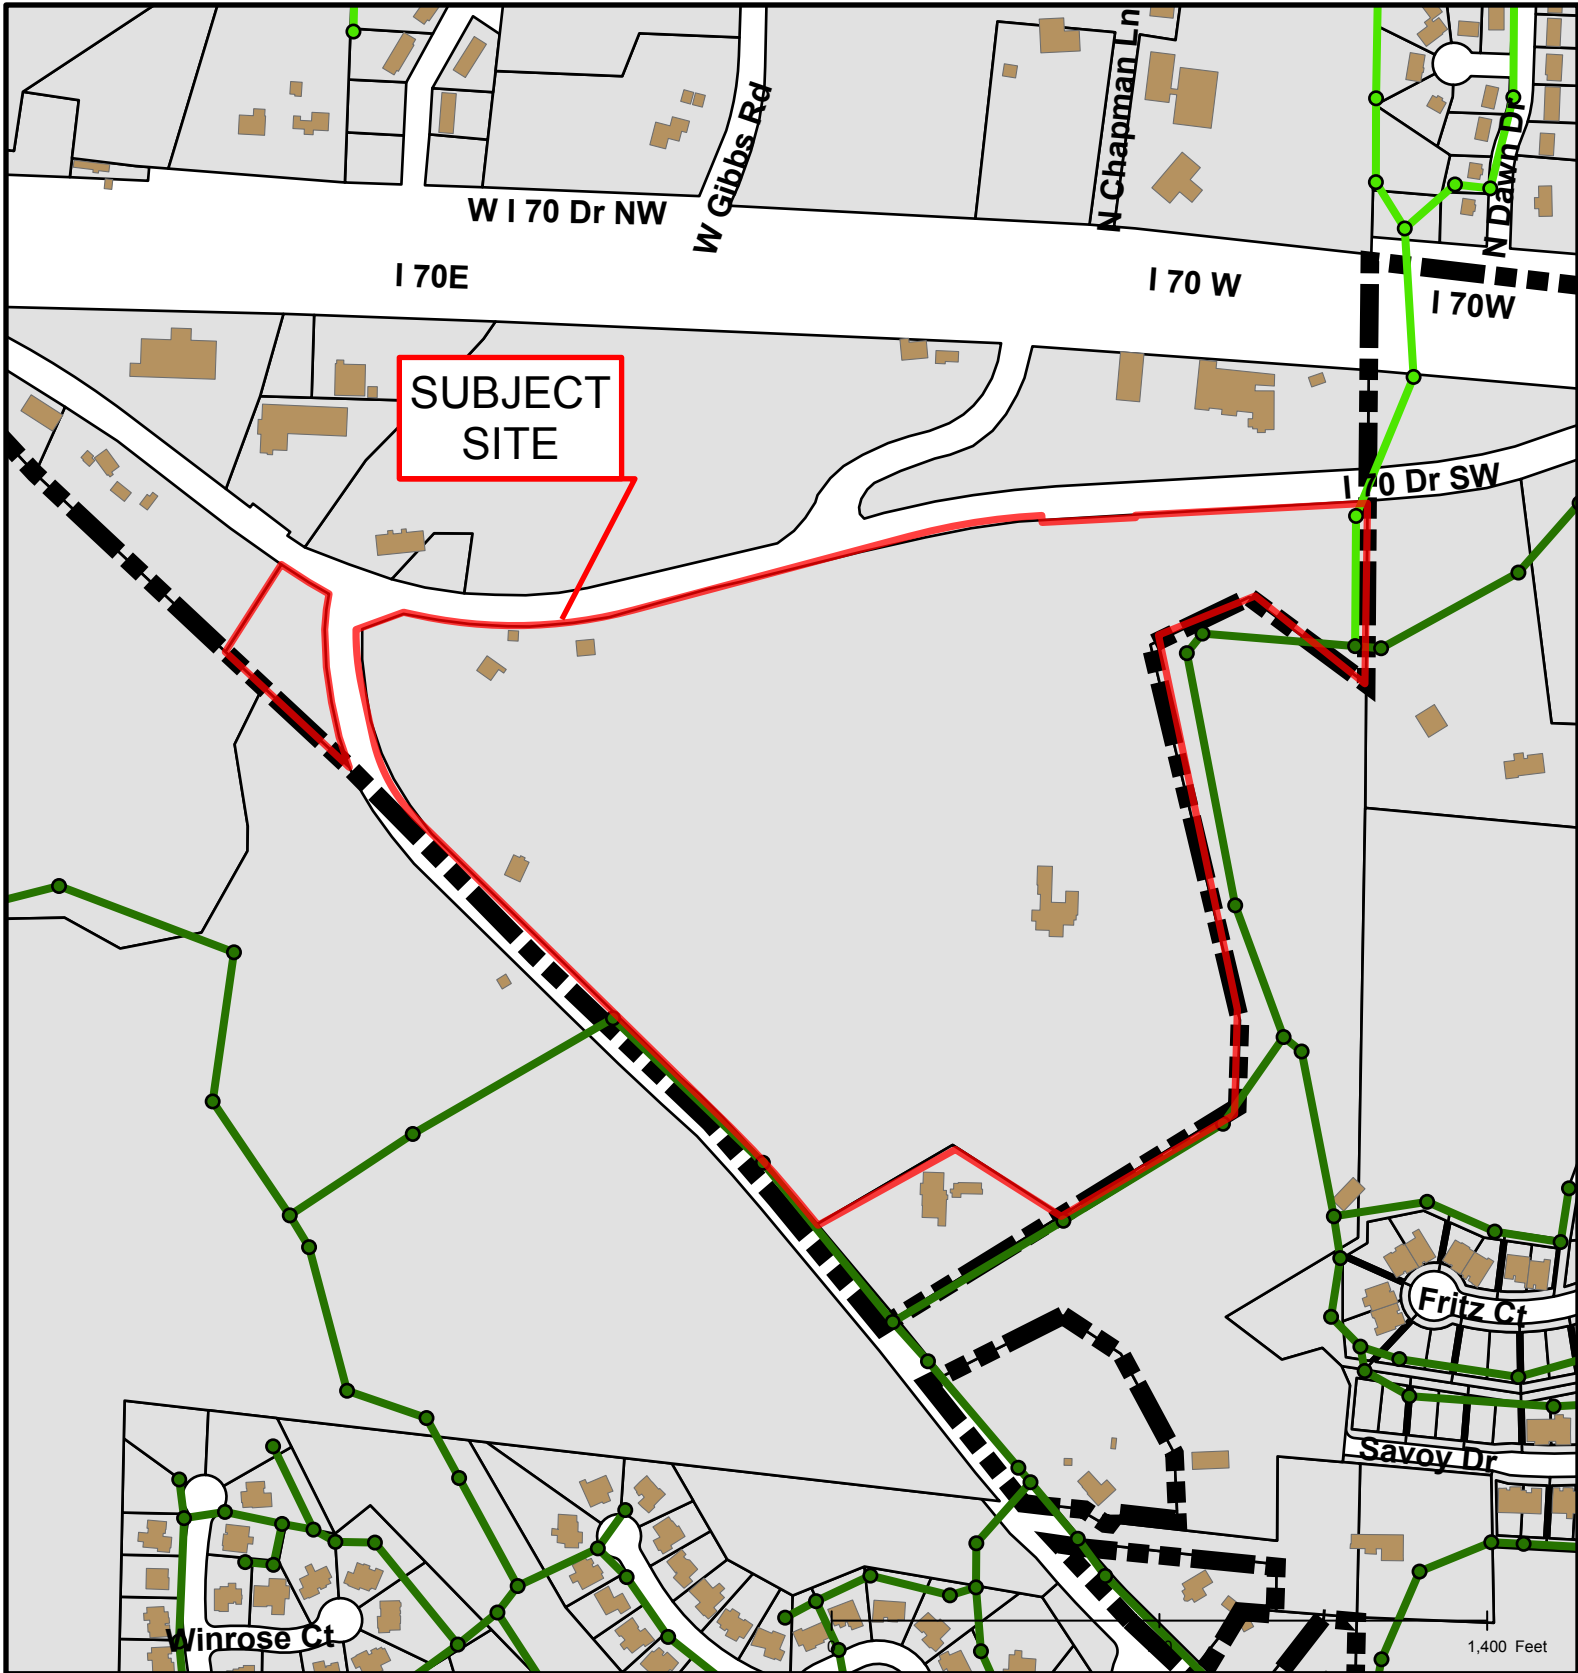 N Chapman Ln
W Gibbs Rd
N Dawn Dr
W I 70 Dr NW
I 70E
I 70 W
I 70W
SUBJECT
SITE
I 70 Dr SW
Fritz Ct
Savoy Dr
Winrose Ct
0
1,400 Feet